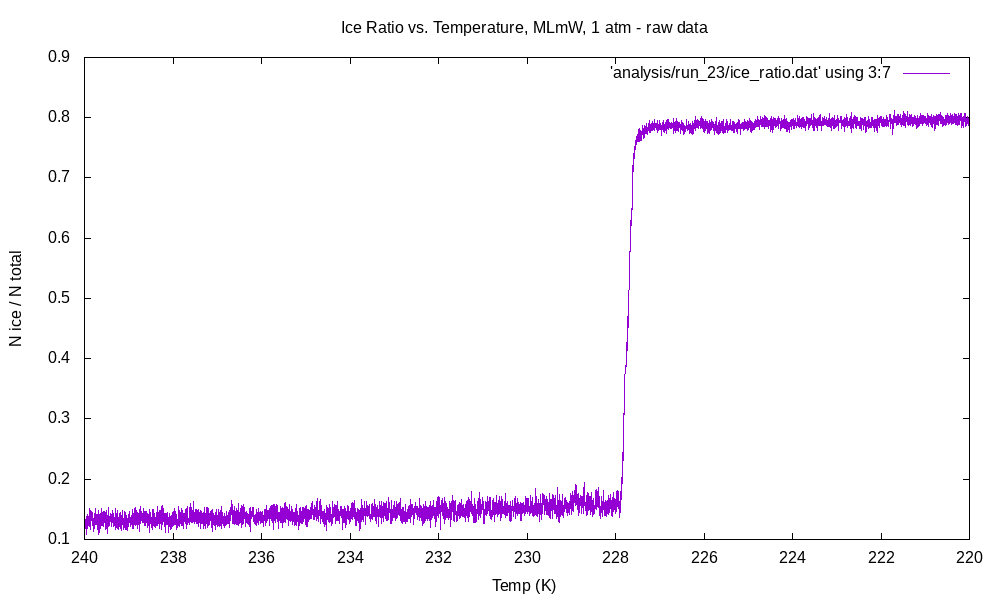 Ice Ratio vs. Temperature, MLmW, 1 atm - raw data
'analysis/run_23/ice_ratio.dat' using 3:7
N ice / N total
0.9
0.8
0.7
0.6
0.5
0.4
0.3
0.2
0.1
240 238 236 234 232 230 228 226 224 222 220
Temp (K)